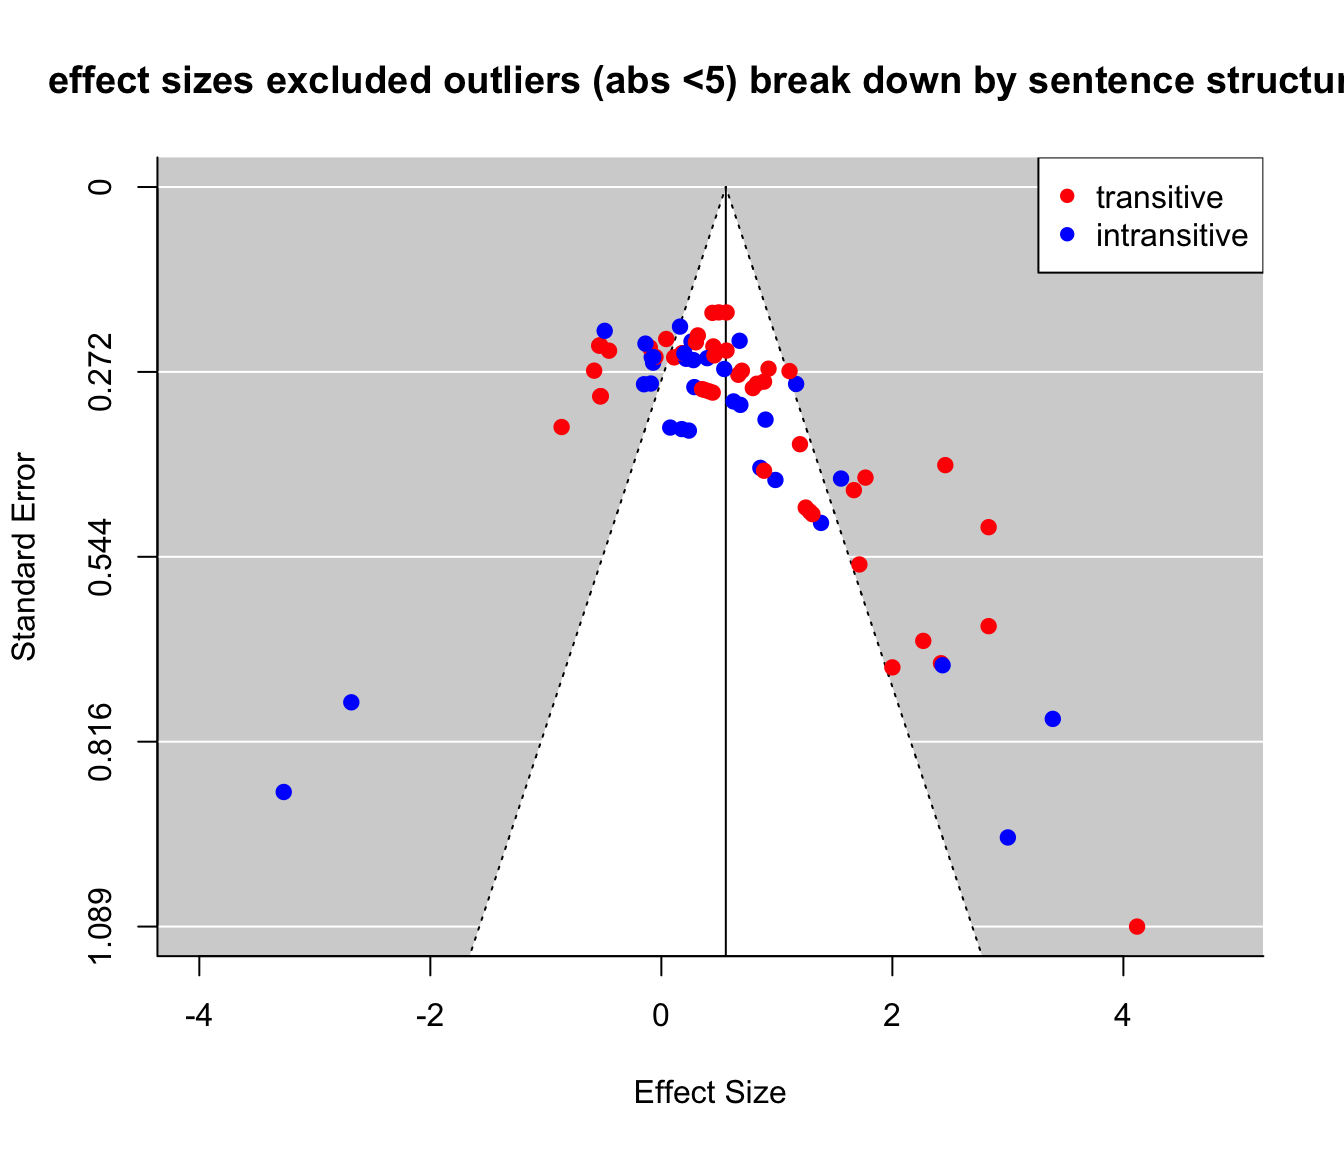 effect sizes excluded outliers (abs <5) break down by sentence structur
transitive
intransitive
0
0.272
0.544
0.816
1.089
Standard Error
-4
-2
0
2
4
Effect Size